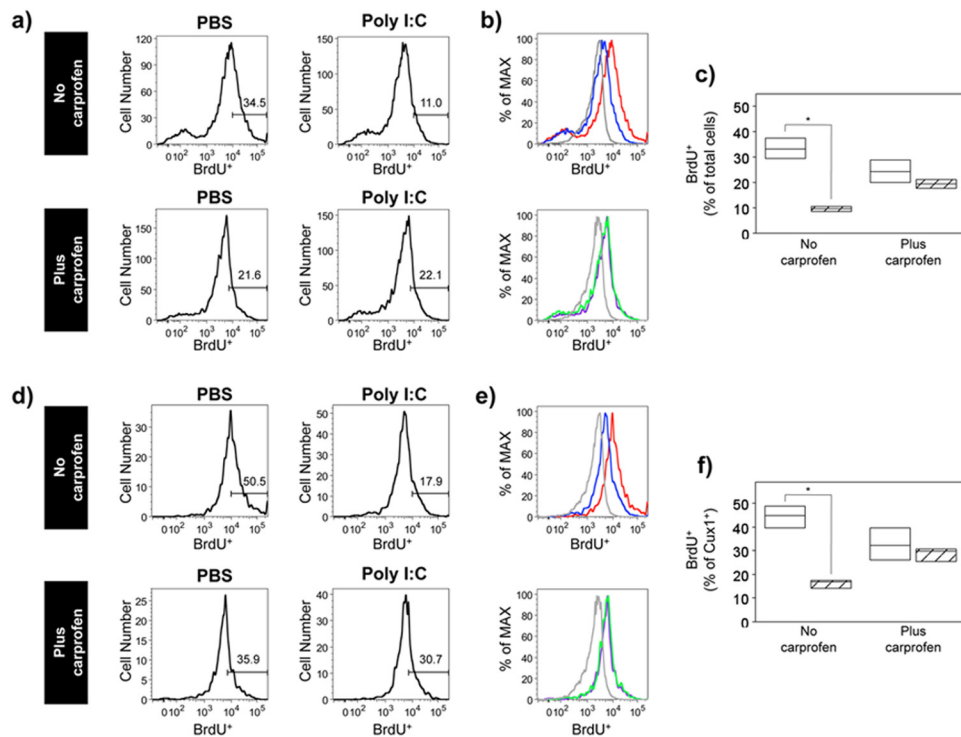 a)
PBS
Poly I:C
b)
c)
No
carprofen
Cell Number
120
90
60
30
0
34.5
0 10² 10³ 10⁴ 10⁵
BrdU⁺
Cell Number
150
100
50
0
11.0
0 10² 10³ 10⁴ 10⁵
BrdU⁺
% of MAX
100
80
60
40
20
0
0 10² 10³ 10⁴ 10⁵
BrdU⁺
Plus
carprofen
Cell Number
150
100
50
0
21.6
0 10² 10³ 10⁴ 10⁵
BrdU⁺
Cell Number
150
100
50
0
22.1
0 10² 10³ 10⁴ 10⁵
BrdU⁺
% of MAX
100
80
60
40
20
0
0 10² 10³ 10⁴ 10⁵
BrdU⁺
BrdU⁺
(% of total cells)
50
40
30
20
10
0
*
No
carprofen
Plus
carprofen
d)
PBS
Poly I:C
e)
f)
No
carprofen
Cell Number
30
20
10
0
50.5
0 10² 10³ 10⁴ 10⁵
BrdU⁺
Cell Number
50
40
30
20
10
0
17.9
0 10² 10³ 10⁴ 10⁵
BrdU⁺
% of MAX
100
80
60
40
20
0
0 10² 10³ 10⁴ 10⁵
BrdU⁺
Plus
carprofen
Cell Number
25
20
15
10
5
0
35.9
0 10² 10³ 10⁴ 10⁵
BrdU⁺
Cell Number
40
30
20
10
0
30.7
0 10² 10³ 10⁴ 10⁵
BrdU⁺
% of MAX
100
80
60
40
20
0
0 10² 10³ 10⁴ 10⁵
BrdU⁺
BrdU⁺
(% of Cux1⁺)
50
40
30
20
10
0
*
No
carprofen
Plus
carprofen